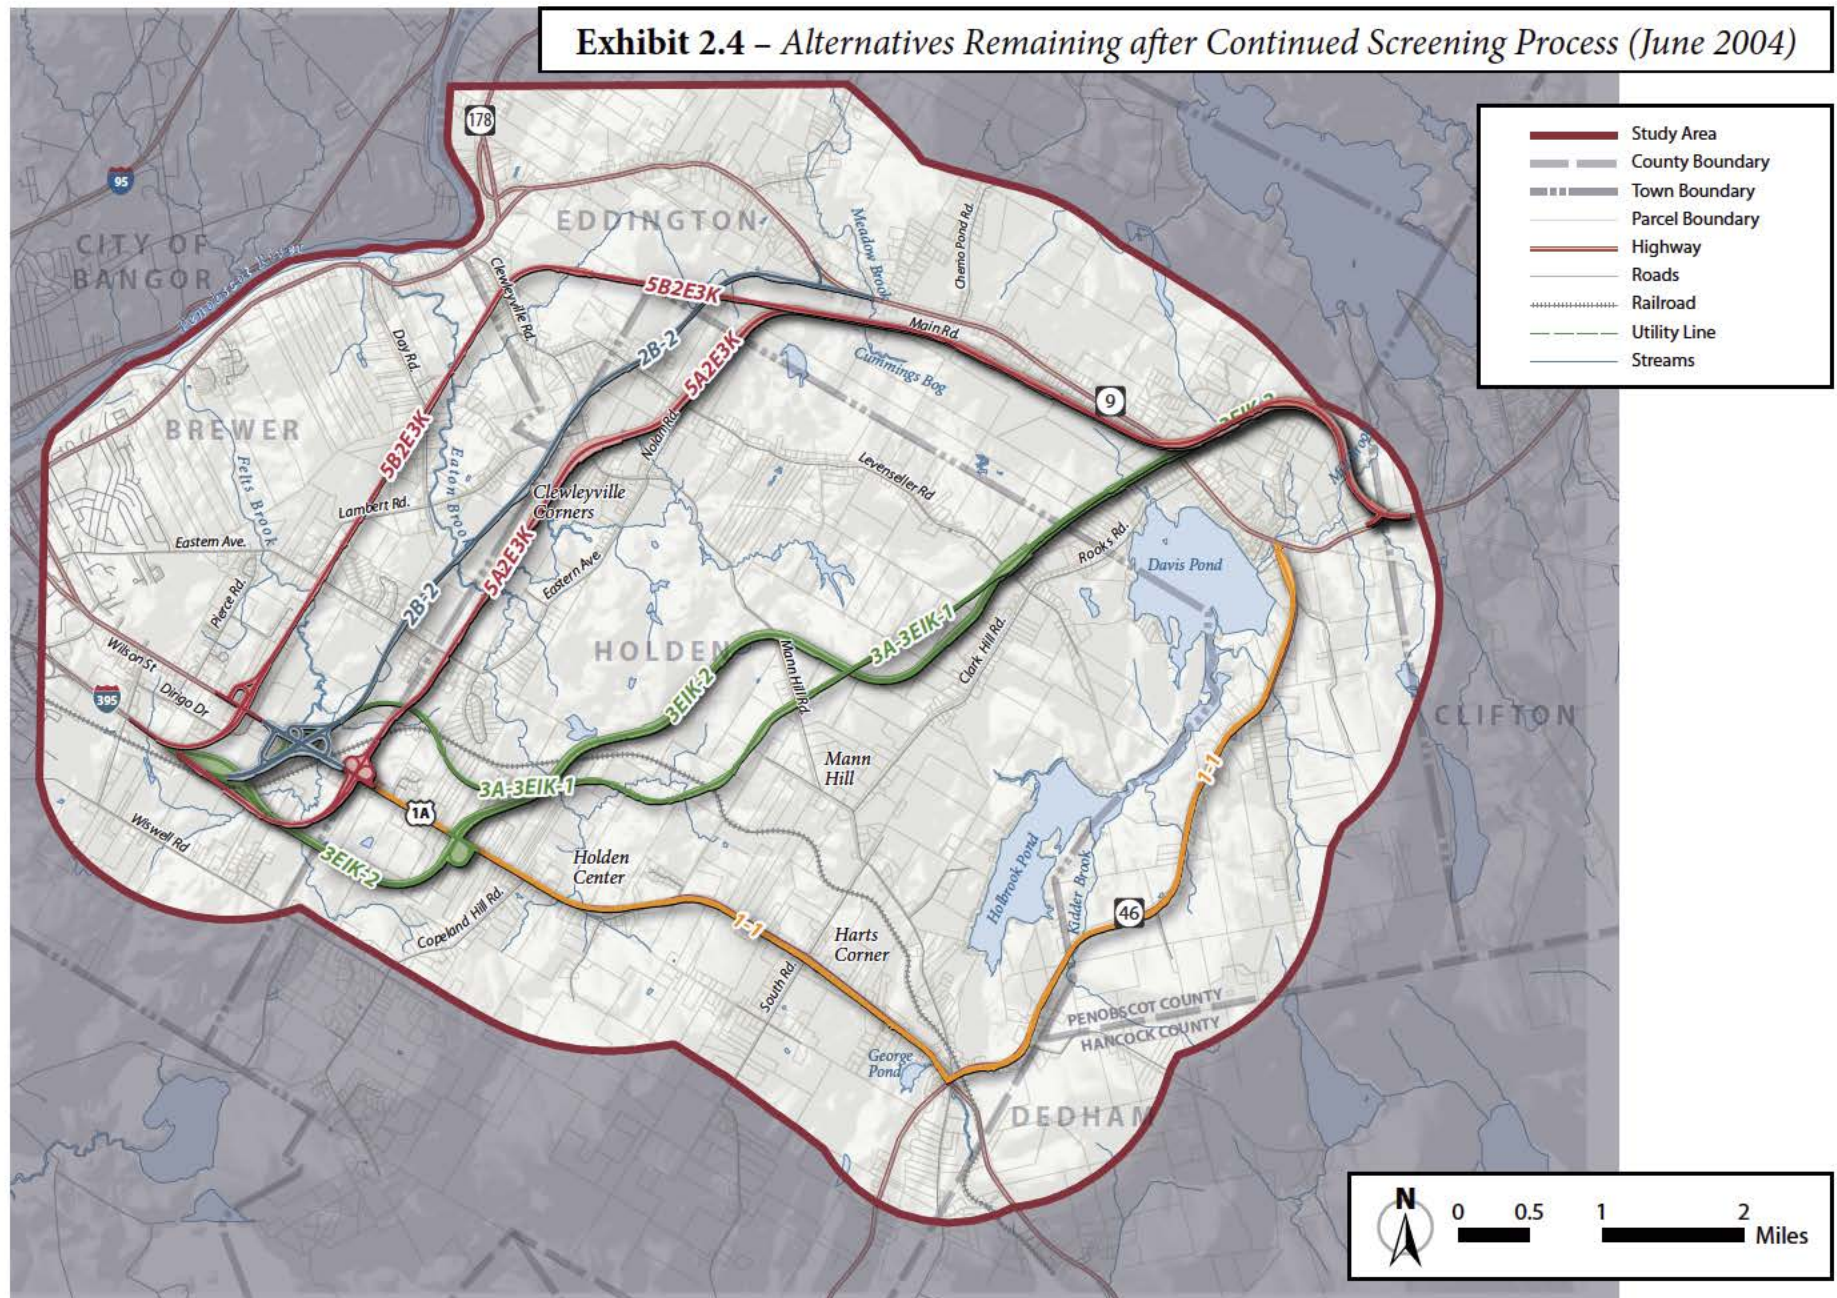 Exhibit 2.4 – Alternatives Remaining after Continued Screening Process (June 2004)
Study Area
County Boundary
Town Boundary
Parcel Boundary
Highway
Roads
Railroad
Utility Line
Streams
178
95
CITY OF
BANGOR
Penobscot River
EDDINGTON
Meadow Brook
Chemo Pond Rd.
Clewleyville Rd.
5B2E3K
Main Rd.
Day Rd.
2B-2
5A2E3K
Cummings Bog
9
3EIK-2
BREWER
5B2E3K
Nolan Rd.
Felts Brook
Eaton Brook
Levenseller Rd
Clewleyville
Corners
Lambert Rd.
Eastern Ave.
5A2E3K
Eastern Ave.
Rooks Rd.
Davis Pond
Pierce Rd.
2B-2
HOLDEN
3A-3EIK-1
Clark Hill Rd.
Wilson St
Mann Hill Rd.
3EIK-2
395
Dirigo Dr
CLIFTON
Mann
Hill
1-1
3A-3EIK-1
1A
Wiswell Rd
3EIK-2
Holden
Center
Holbrook Pond
Kidder Brook
46
Copeland Hill Rd.
1-1
Harts
Corner
South Rd.
PENOBSCOT COUNTY
HANCOCK COUNTY
George
Pond
DEDHAM
N
0 0.5 1 2
Miles